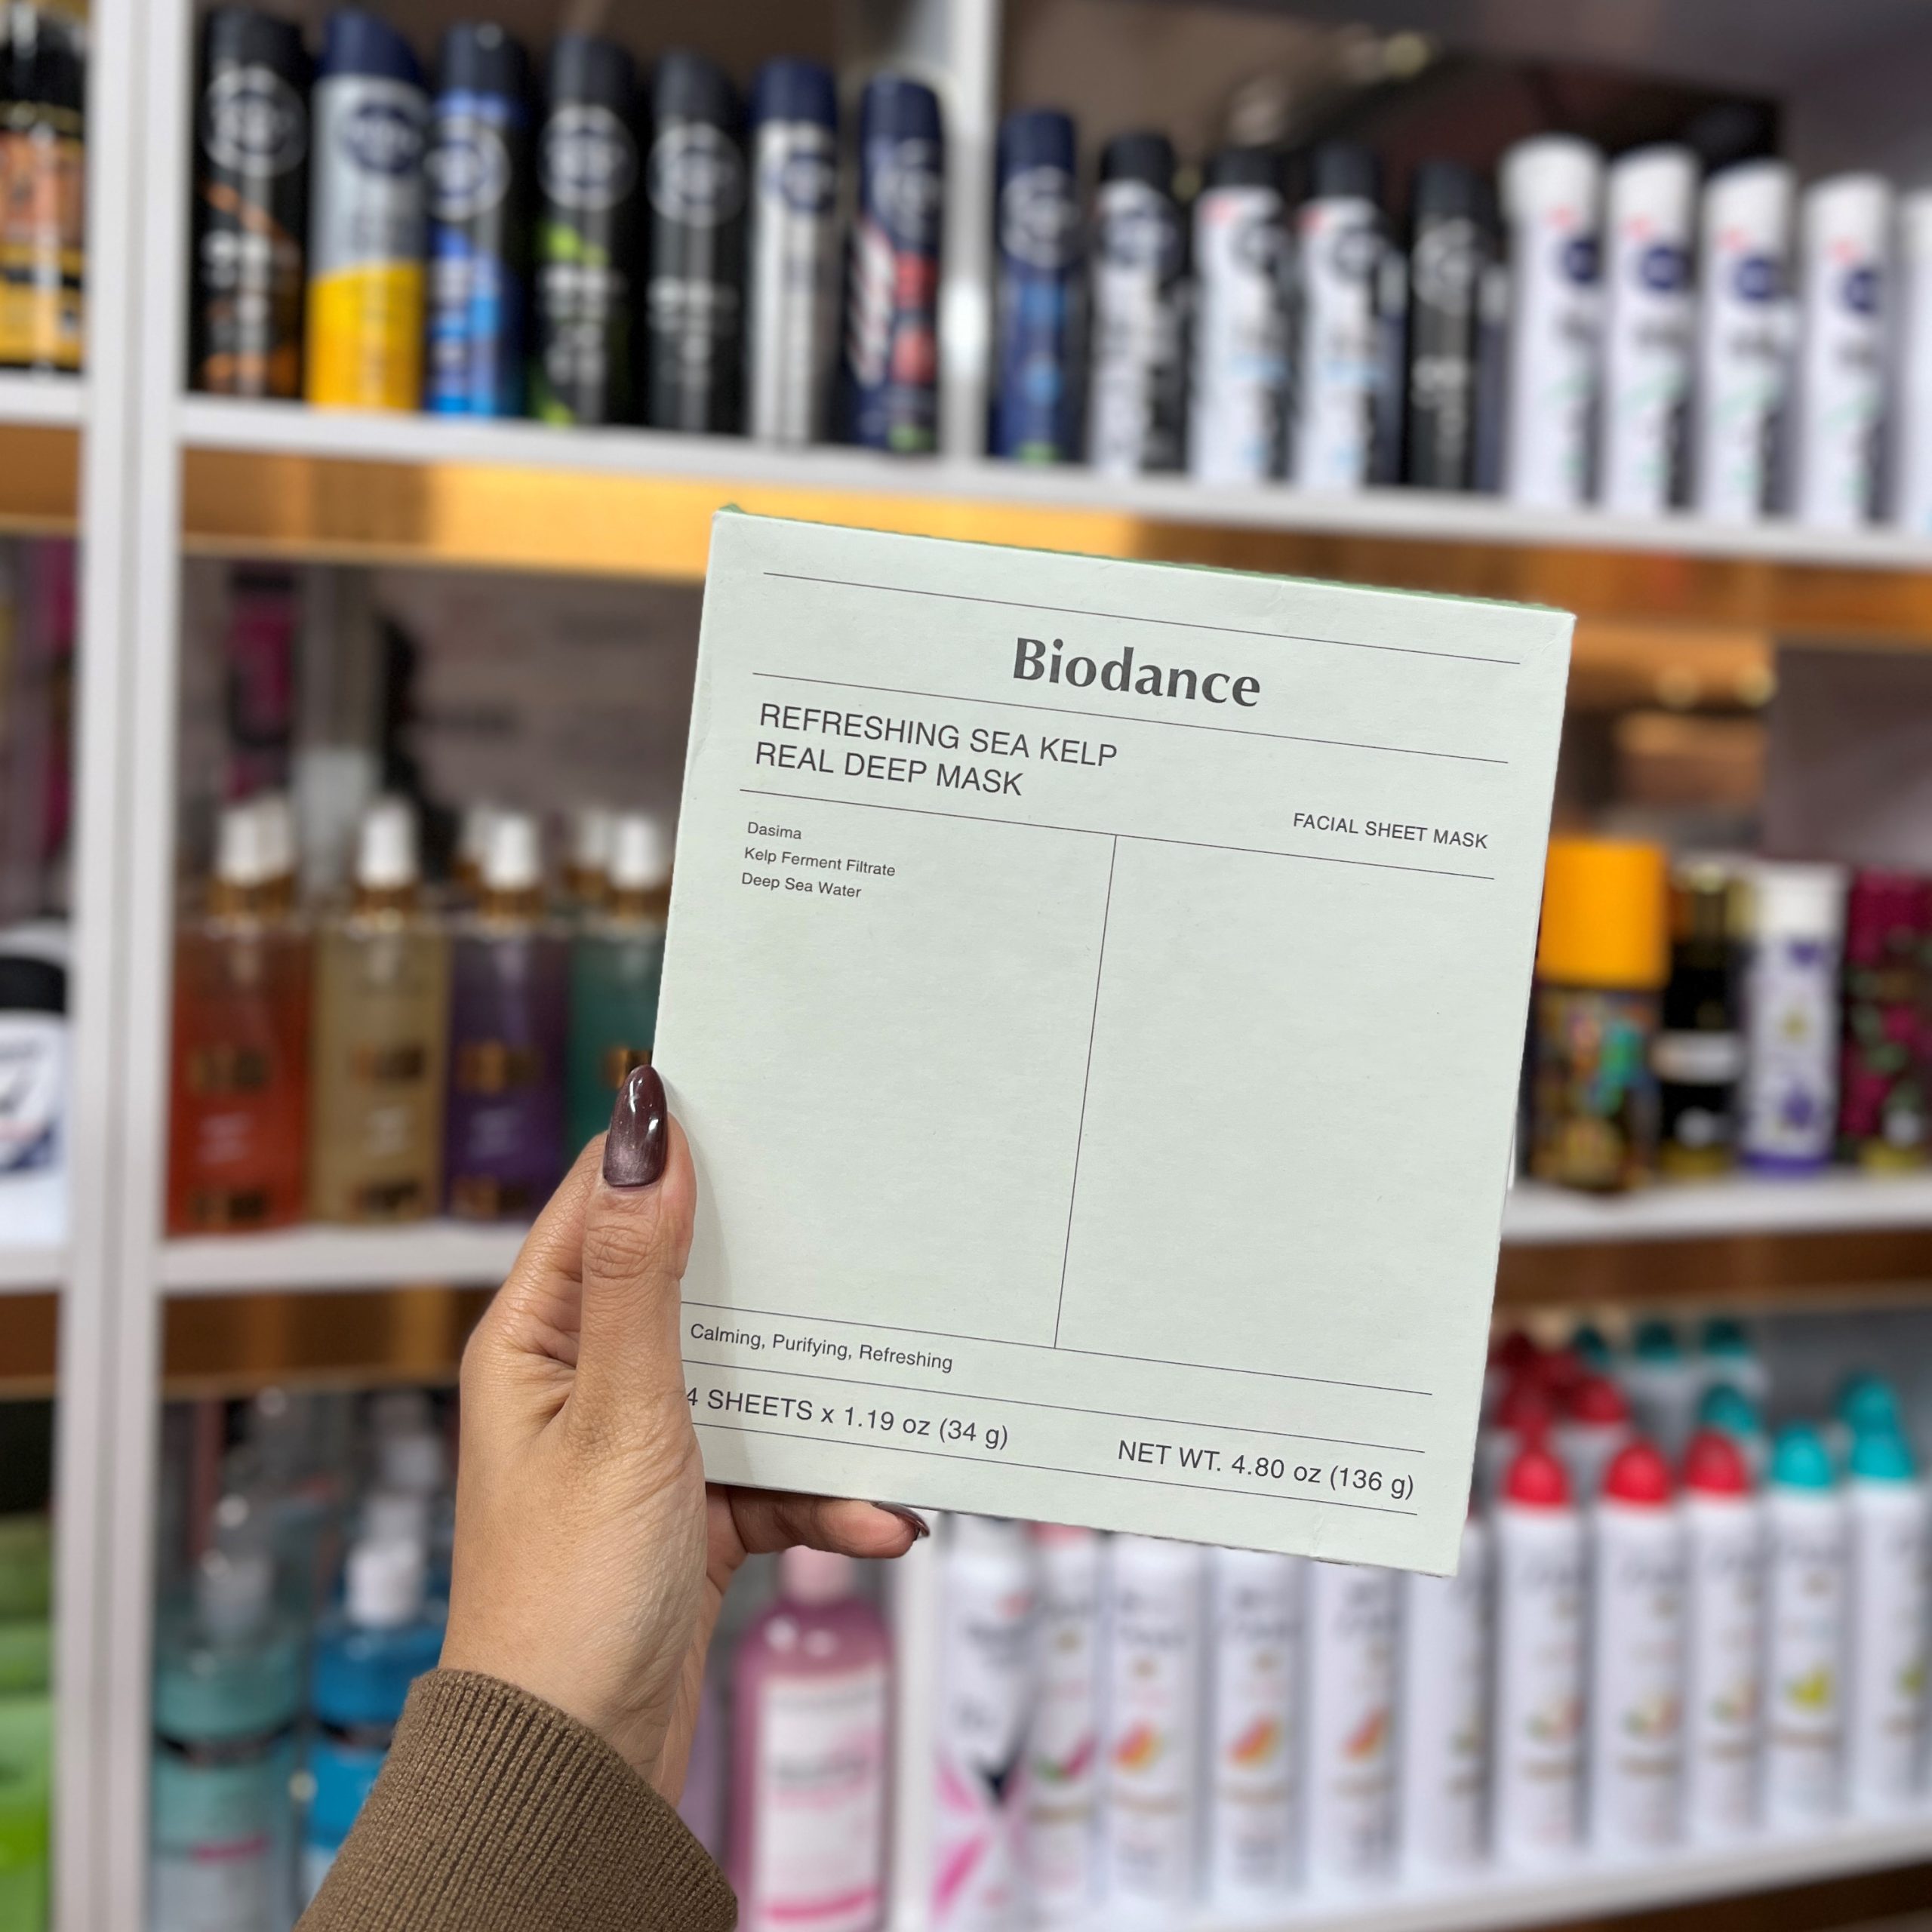 Biodance
REFRESHING SEA KELP
REAL DEEP MASK
FACIAL SHEET MASK
Dasima
Kelp Ferment Filtrate
Deep Sea Water
Calming, Purifying, Refreshing
4 SHEETS x 1.19 oz (34 g)
NET WT. 4.80 oz (136 g)